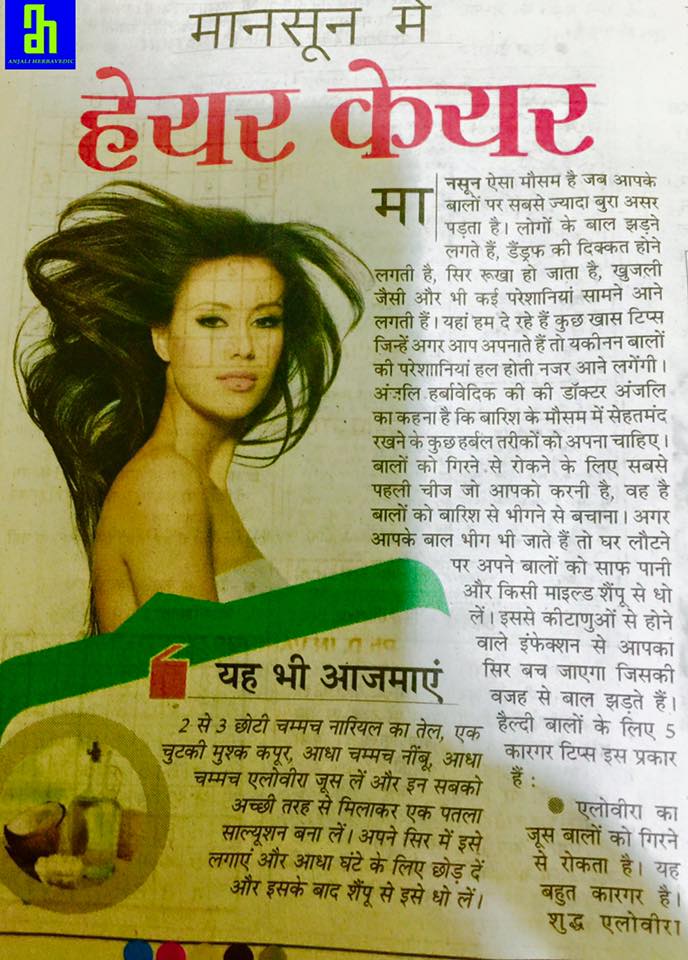 ANJALI HERBAVEDIC
मानसून में
हेयर केयर
मा
नसून ऐसा मौसम है जब आपके
बालों पर सबसे ज्यादा बुरा असर
पड़ता है। लोगों के बाल झड़ने
लगते हैं, डैंड्रफ की दिक्कत होने
लगती है, सिर रूखा हो जाता है, खुजली
जैसी और भी कई परेशानियां सामने आने
लगती हैं। यहां हम दे रहे हैं कुछ खास टिप्स
जिन्हें अगर आप अपनाते हैं तो यकीनन बालों
की परेशाानियां हल होती नजर आने लगेंगी।
अंजलि हर्बावेदिक की की डॉक्टर अंजलि
का कहना है कि बारिश के मौसम में सेहतमंद
रखने के कुछ हर्बल तरीकों को अपना चाहिए।
बालों को गिरने से रोकने के लिए सबसे
पहली चीज जो आपको करनी है, वह है
बालों को बारिश से भीगने से बचाना। अगर
आपके बाल भीग भी जाते हैं तो घर लौटने
पर अपने बालों को साफ पानी
और किसी माइल्ड शैंपू से धो
लें। इससे कीटाणुओं से होने
वाले इंफेक्शन से आपका
सिर बच जाएगा जिसकी
वजह से बाल झड़ते हैं।
हैल्दी बालों के लिए 5
कारगर टिप्स इस प्रकार
हैं :
एलोवीरा का
जूस बालों को गिरने
से रोकता है। यह
बहुत कारगर है।
शुद्ध एलोवीरा
यह भी आजमाएं
2 से 3 छोटी चम्मच नारियल का तेल, एक
चुटकी मुश्क कपूर, आधा चम्मच नींबू, आधा
चम्मच एलोवीरा जूस लें और इन सबको
अच्छी तरह से मिलाकर एक पतला
साल्यूशन बना लें। अपने सिर में इसे
लगाएं और आधा घंटे के लिए छोड़ दें
और इसके बाद शैंपू से इसे धो लें।